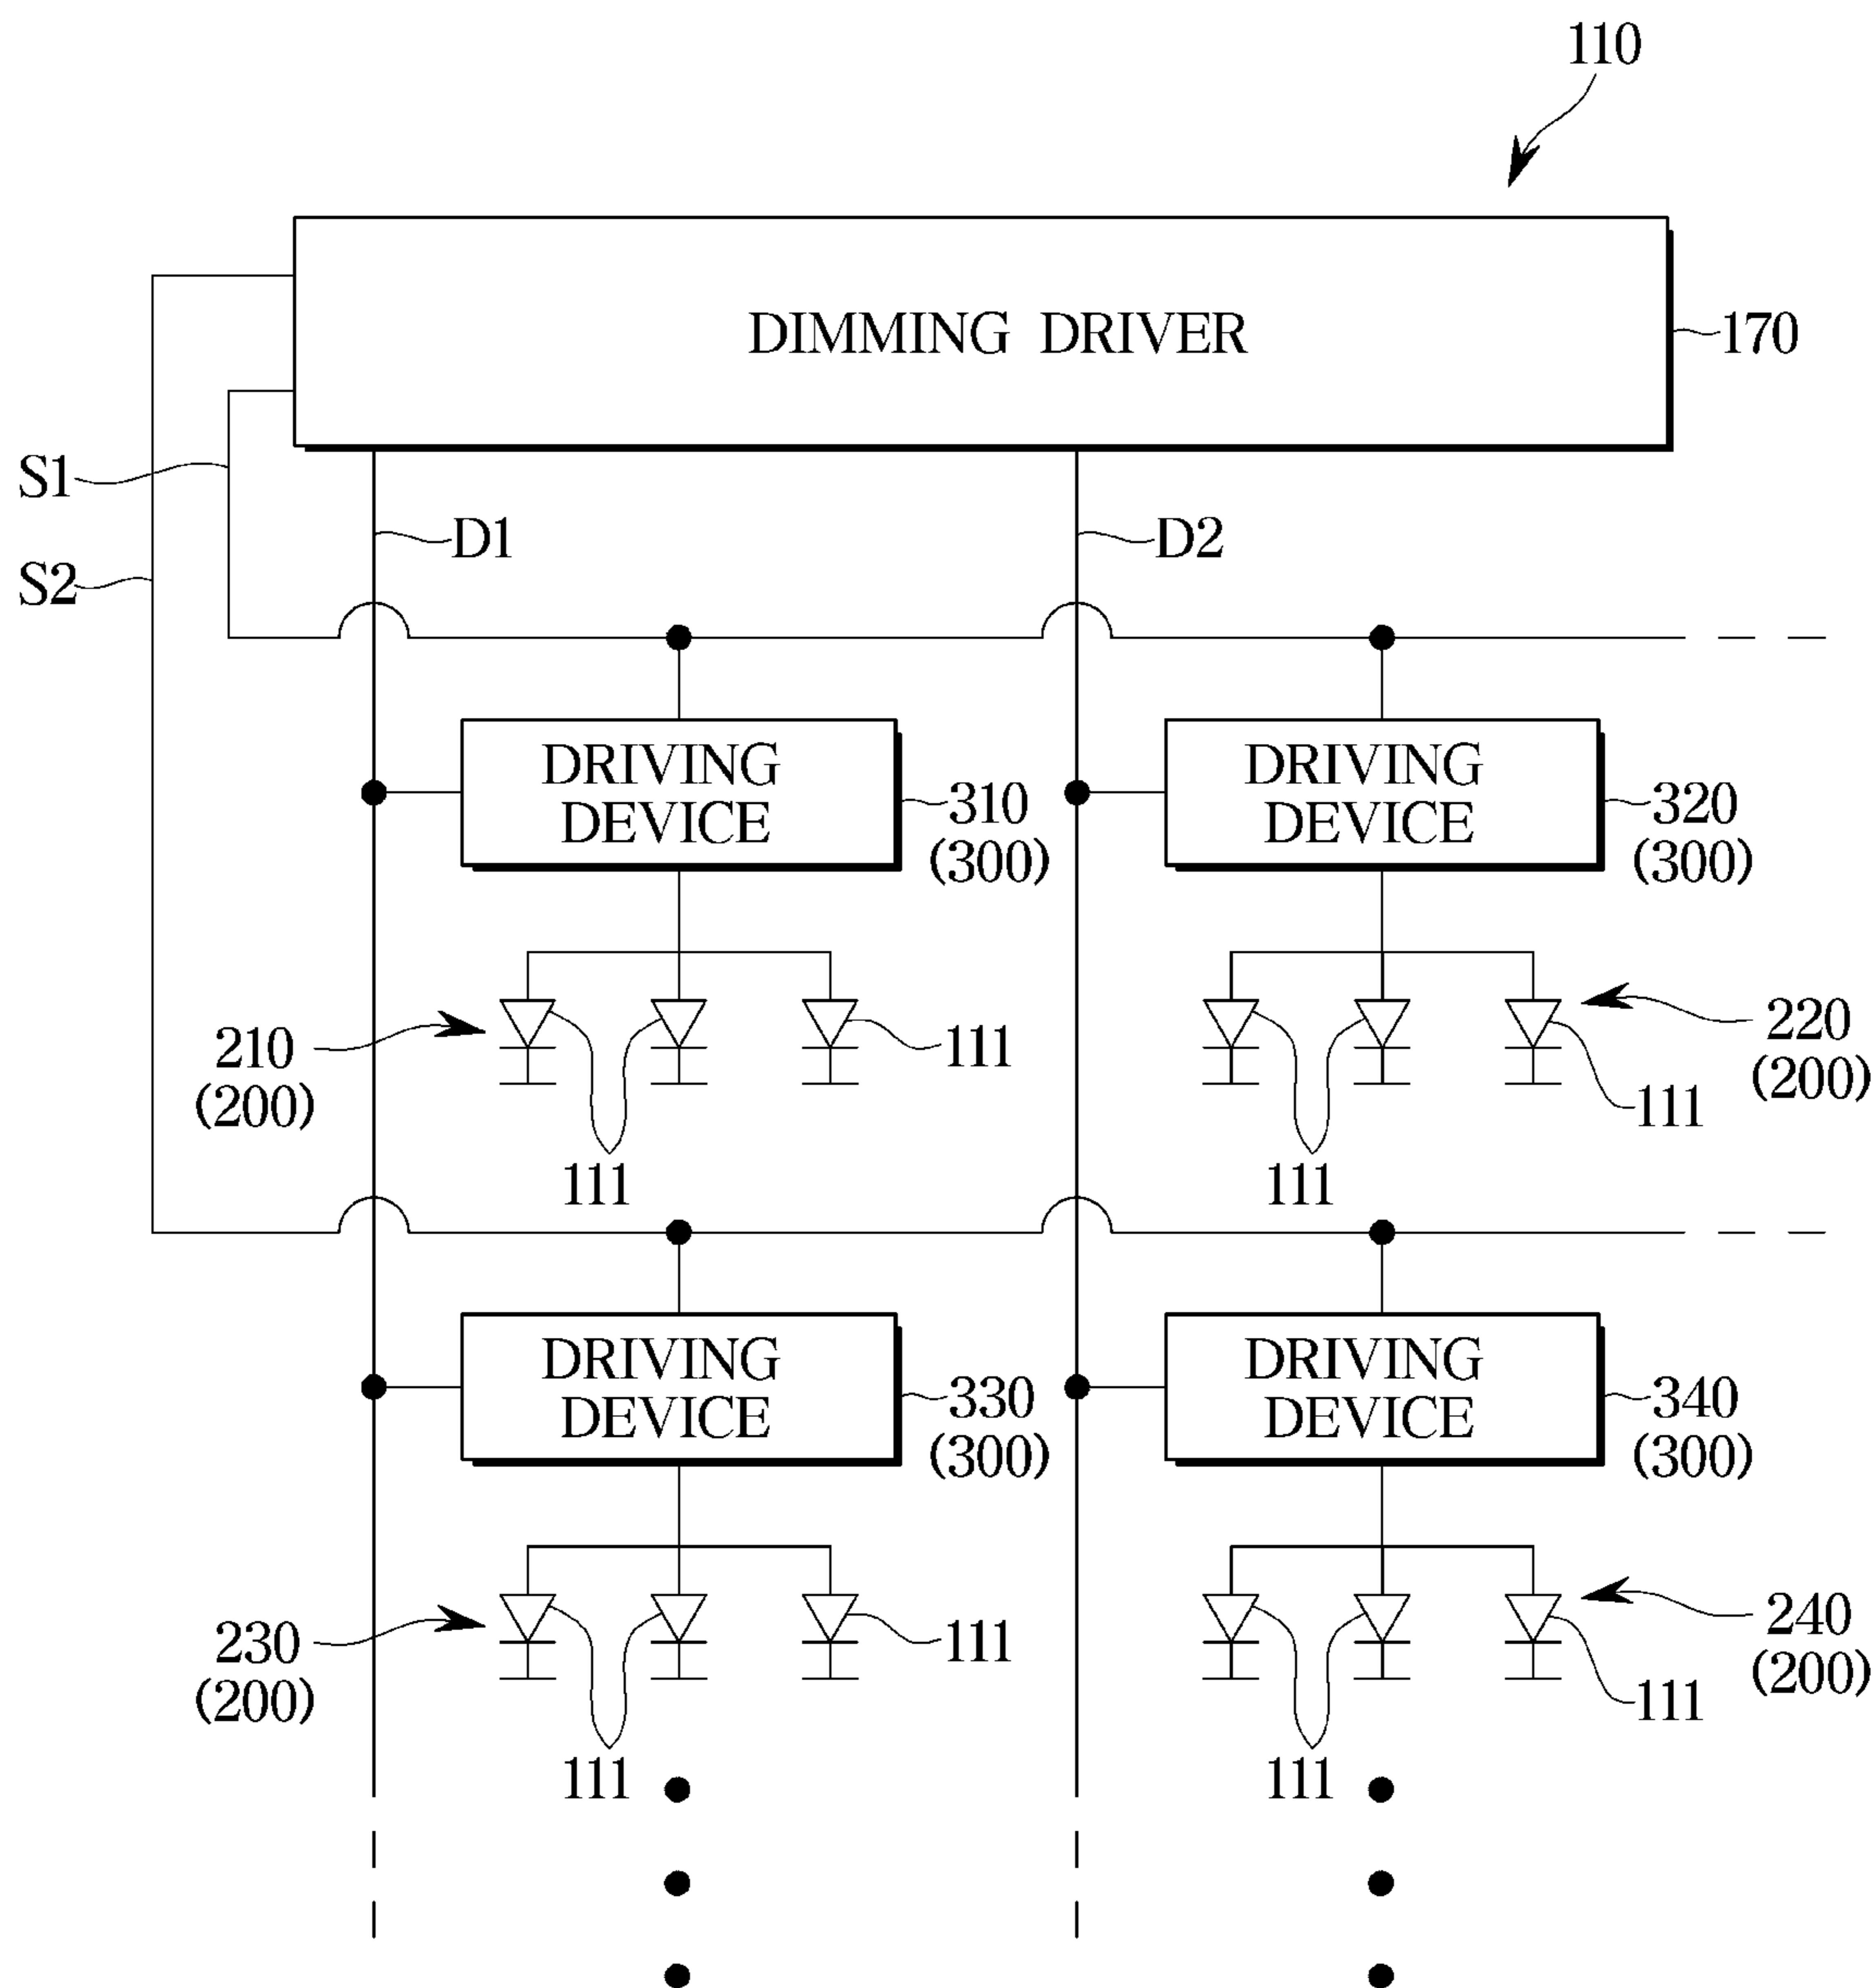 110
DIMMING DRIVER
170
S1
D1
D2
S2
DRIVING
DEVICE
310
(300)
DRIVING
DEVICE
320
(300)
210
(200)
111
111
220
(200)
111
111
DRIVING
DEVICE
330
(300)
DRIVING
DEVICE
340
(300)
230
(200)
111
111
240
(200)
111
111